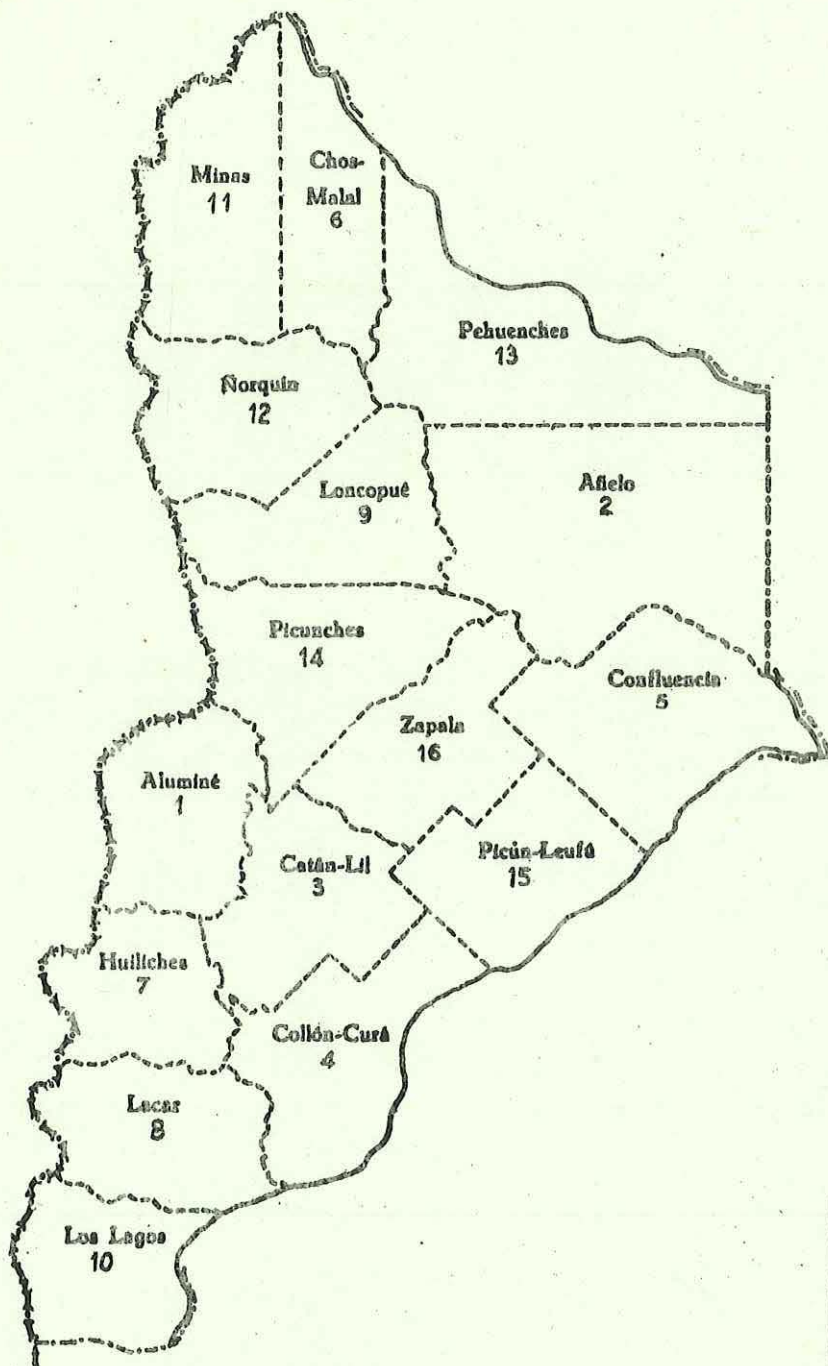 Minas
11
Chos-
Malal
6
Pehuenches
13
Ñorquin
12
Loncopué
9
Añelo
2
Picunches
14
Confluencia
5
Zapala
16
Aluminé
1
Catán-Lil
3
Picún-Leufú
15
Huiliches
7
Collón-Curá
4
Lacar
8
Los Lagos
10